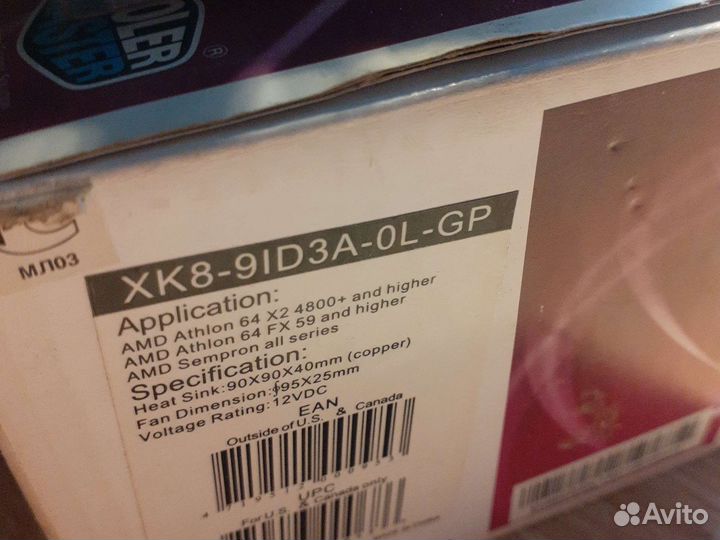 COOLER
MASTER
®
МЛ03
XK8-9ID3A-0L-GP
Application:
AMD Athlon 64 X2 4800+ and higher
AMD Athlon 64 FX 59 and higher
AMD Sempron all series
Specification:
Heat Sink:90X90X40mm (copper)
Fan Dimension:∮95X25mm
Voltage Rating:12VDC
EAN
Outside of U.S. & Canada
UPC
For U.S. & Canada only
Avito